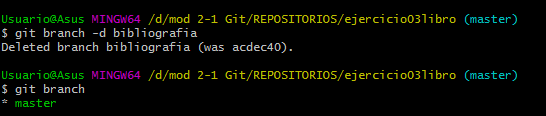 Usuario@Asus MINGW64 /d/mod 2-1 Git/REPOSITORIOS/ejercicio03libro (master)
$ git branch -d bibliografia
Deleted branch bibliografia (was acdec40).
Usuario@Asus MINGW64 /d/mod 2-1 Git/REPOSITORIOS/ejercicio03libro (master)
$ git branch
* master